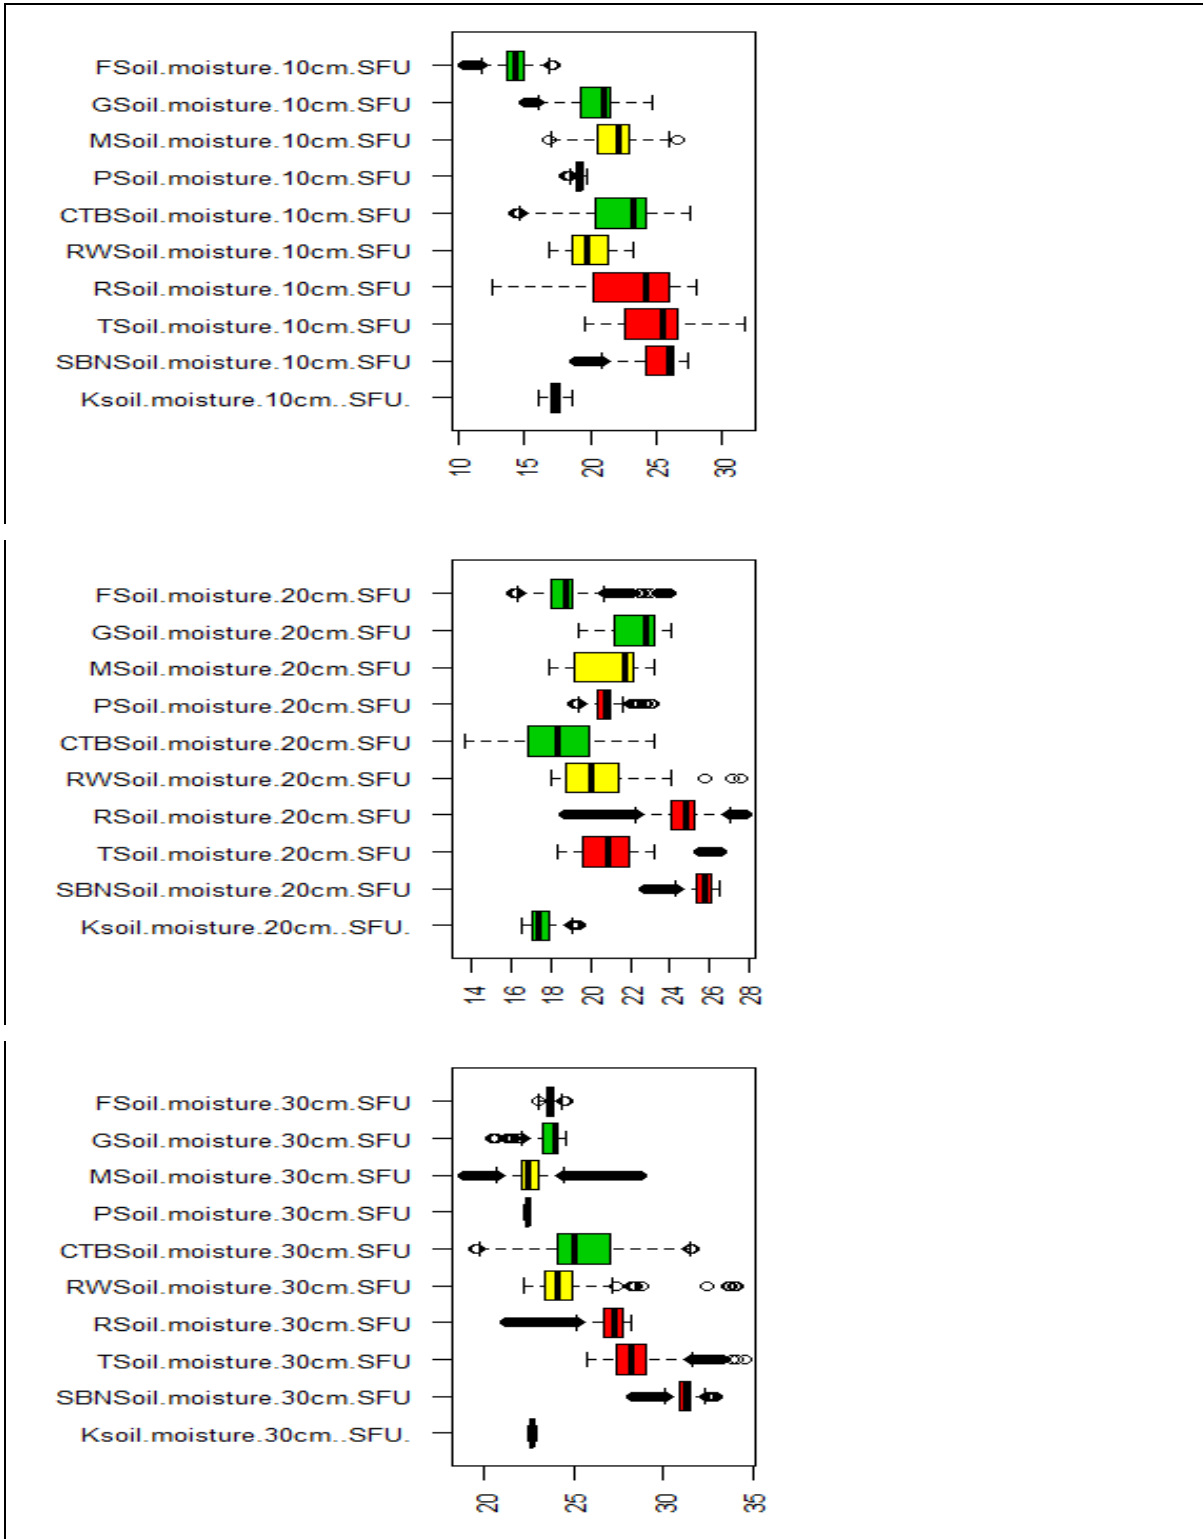 FSoil.moisture.10cm.SFU
GSoil.moisture.10cm.SFU
MSoil.moisture.10cm.SFU
PSoil.moisture.10cm.SFU
CTBSoil.moisture.10cm.SFU
RWSoil.moisture.10cm.SFU
RSoil.moisture.10cm.SFU
TSoil.moisture.10cm.SFU
SBNSoil.moisture.10cm.SFU
Ksoil.moisture.10cm..SFU.
10 15 20 25 30
FSoil.moisture.20cm.SFU
GSoil.moisture.20cm.SFU
MSoil.moisture.20cm.SFU
PSoil.moisture.20cm.SFU
CTBSoil.moisture.20cm.SFU
RWSoil.moisture.20cm.SFU
RSoil.moisture.20cm.SFU
TSoil.moisture.20cm.SFU
SBNSoil.moisture.20cm.SFU
Ksoil.moisture.20cm..SFU.
14 16 18 20 22 24 26 28
FSoil.moisture.30cm.SFU
GSoil.moisture.30cm.SFU
MSoil.moisture.30cm.SFU
PSoil.moisture.30cm.SFU
CTBSoil.moisture.30cm.SFU
RWSoil.moisture.30cm.SFU
RSoil.moisture.30cm.SFU
TSoil.moisture.30cm.SFU
SBNSoil.moisture.30cm.SFU
Ksoil.moisture.30cm..SFU.
20 25 30 35